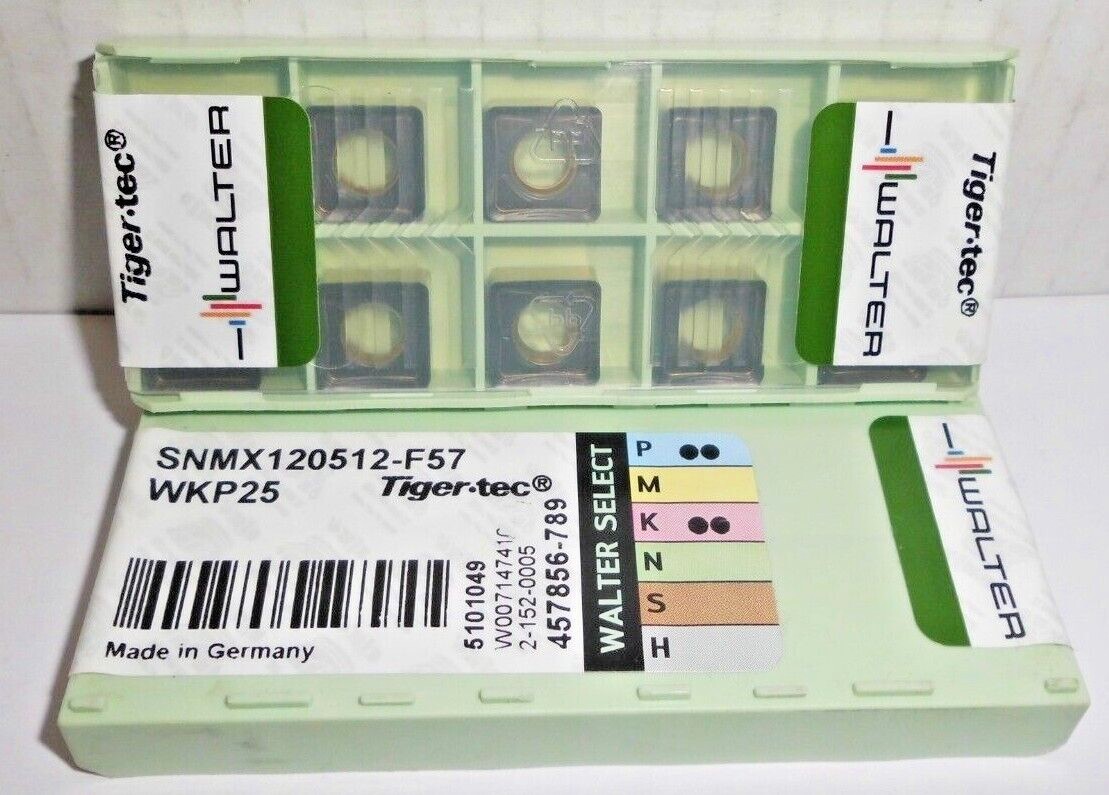 Tiger·tec®
WALTER
WALTER
Tiger·tec®
SNMX120512-F57
WKP25 Tiger·tec®
Made in Germany
5101049
2-152-0005
457856-789
WALTER SELECT
P
M
K
N
S
H
WALTER